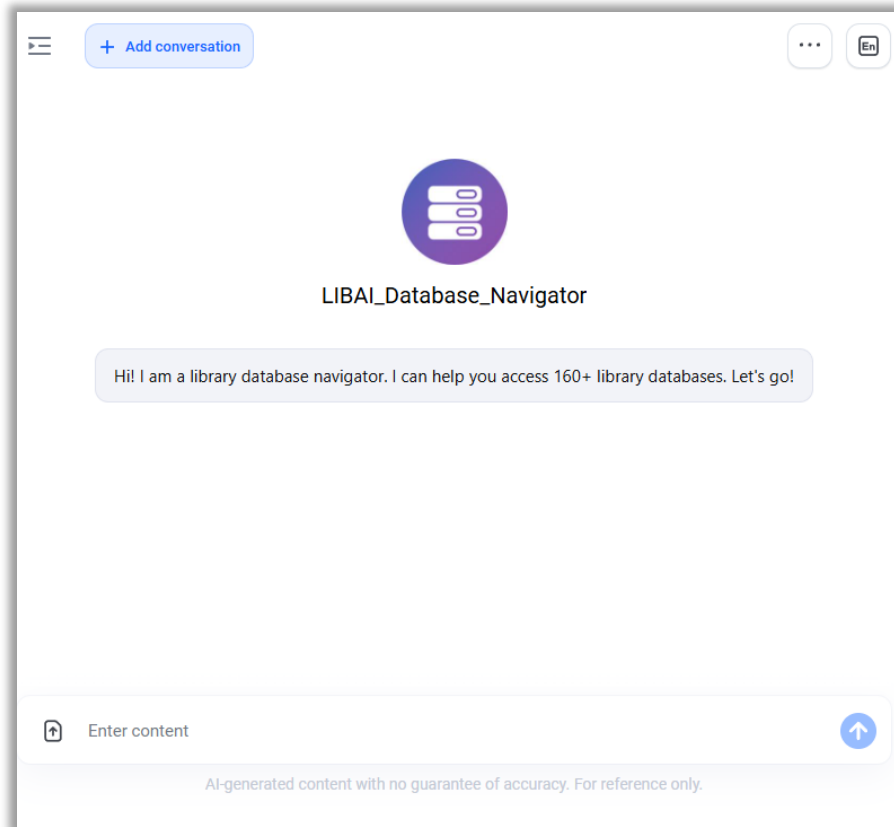 + Add conversation
...
En
LIBAI_Database_Navigator
Hi! I am a library database navigator. I can help you access 160+ library databases. Let's go!
Enter content
AI-generated content with no guarantee of accuracy. For reference only.